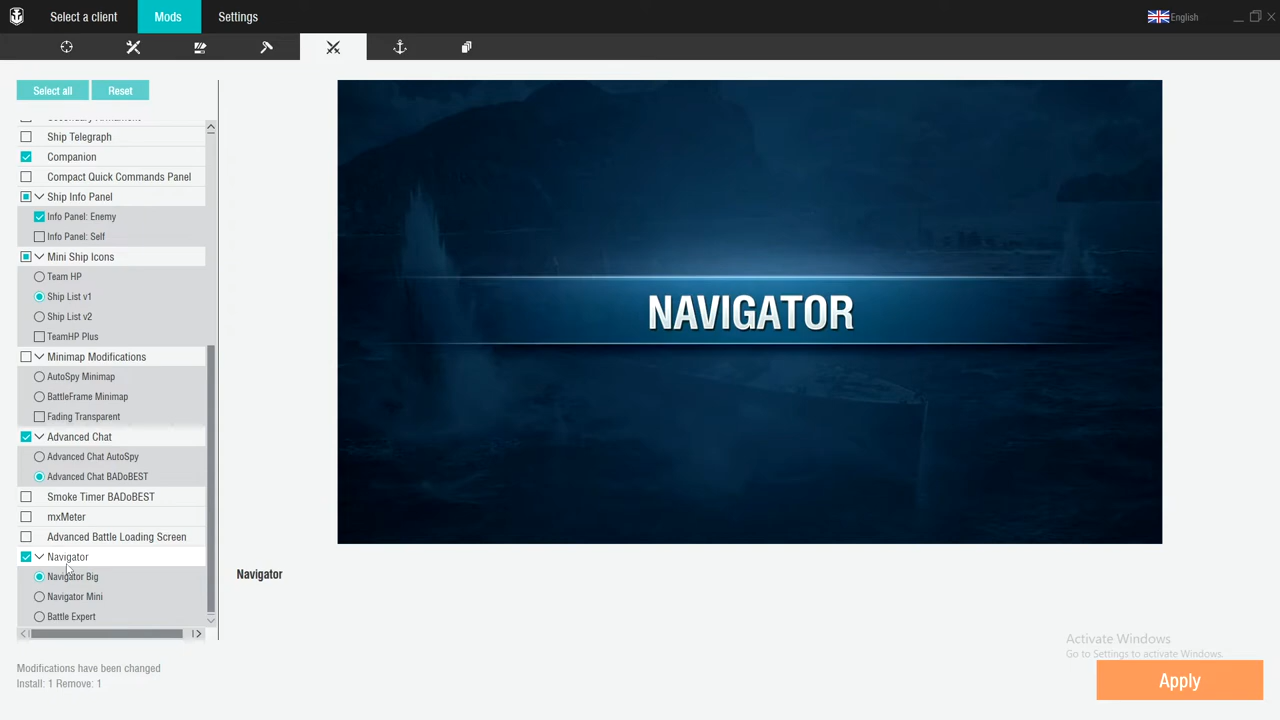 Select a client
Mods
Settings
English
Select all
Reset
Ship Telegraph
Companion
Compact Quick Commands Panel
Ship Info Panel
Info Panel: Enemy
Info Panel: Self
Mini Ship Icons
Team HP
Ship List v1
Ship List v2
TeamHP Plus
Minimap Modifications
AutoSpy Minimap
BattleFrame Minimap
Fading Transparent
Advanced Chat
Advanced Chat AutoSpy
Advanced Chat BADoBEST
Smoke Timer BADoBEST
mxMeter
Advanced Battle Loading Screen
Navigator
Navigator Big
Navigator Mini
Battle Expert
NAVIGATOR
Navigator
Modifications have been changed
Install: 1 Remove: 1
Activate Windows
Go to Settings to activate Windows.
Apply